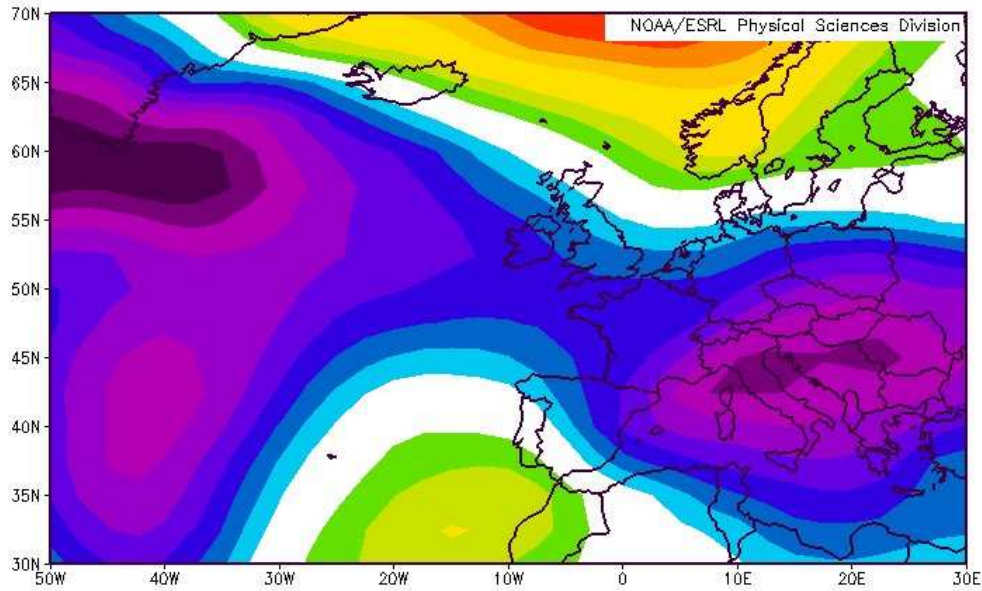 70N
NOAA/ESRL Physical Sciences Division
65N
60N
55N
50N
45N
40N
35N
30N
50W 40W 30W 20W 10W 0 10E 20E 30E